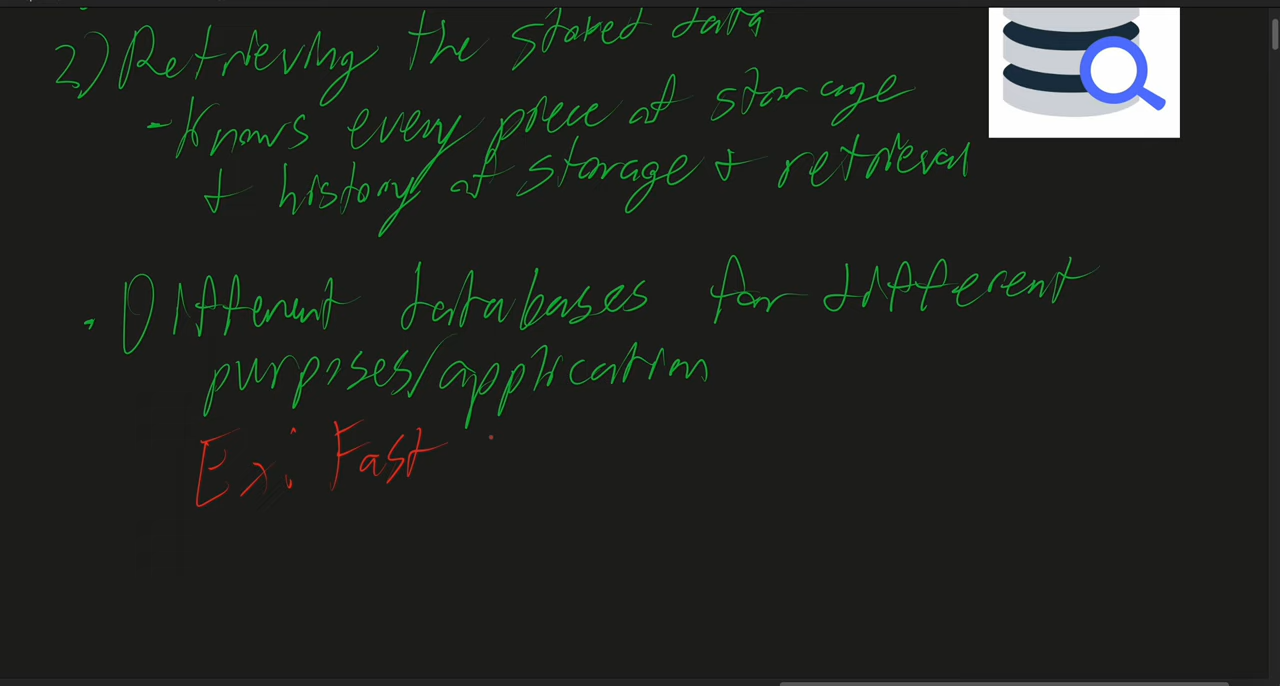 2) Retrieving the stored data
- Knows every piece of storage
+ history of storage + retrieval
• Different databases for different
purposes/application
Ex: Fast